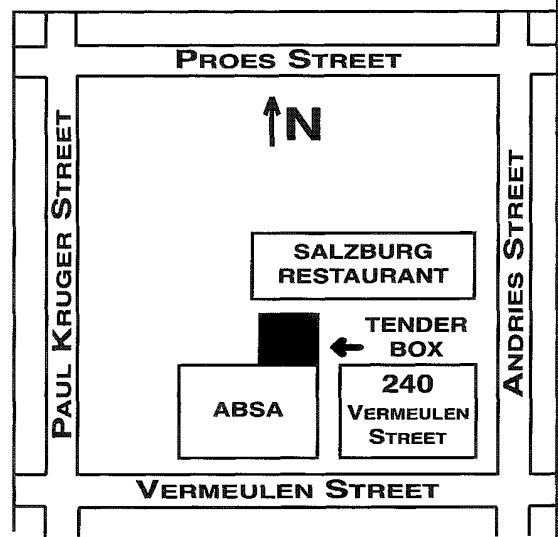 PROES STREET
N
PAUL KRUGER STREET
ANDRIES STREET
SALZBURG
RESTAURANT
TENDER
BOX
ABSA
240
VERMEULEN
STREET
VERMEULEN STREET